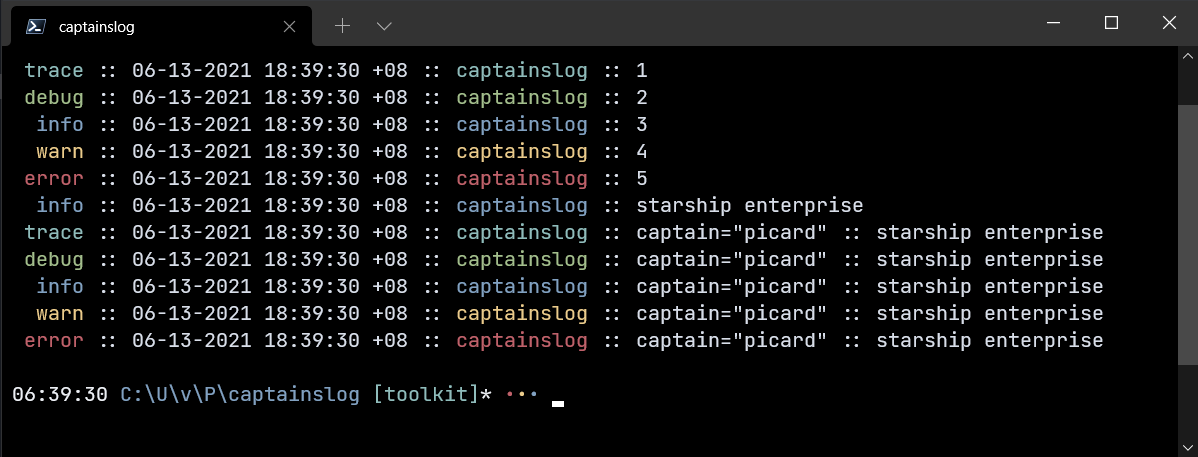 captainslog
trace :: 06-13-2021 18:39:30 +08 :: captainslog :: 1
debug :: 06-13-2021 18:39:30 +08 :: captainslog :: 2
info :: 06-13-2021 18:39:30 +08 :: captainslog :: 3
warn :: 06-13-2021 18:39:30 +08 :: captainslog :: 4
error :: 06-13-2021 18:39:30 +08 :: captainslog :: 5
info :: 06-13-2021 18:39:30 +08 :: captainslog :: starship enterprise
trace :: 06-13-2021 18:39:30 +08 :: captainslog :: captain="picard" :: starship enterprise
debug :: 06-13-2021 18:39:30 +08 :: captainslog :: captain="picard" :: starship enterprise
info :: 06-13-2021 18:39:30 +08 :: captainslog :: captain="picard" :: starship enterprise
warn :: 06-13-2021 18:39:30 +08 :: captainslog :: captain="picard" :: starship enterprise
error :: 06-13-2021 18:39:30 +08 :: captainslog :: captain="picard" :: starship enterprise
06:39:30 C:\U\v\P\captainslog [toolkit]* •••